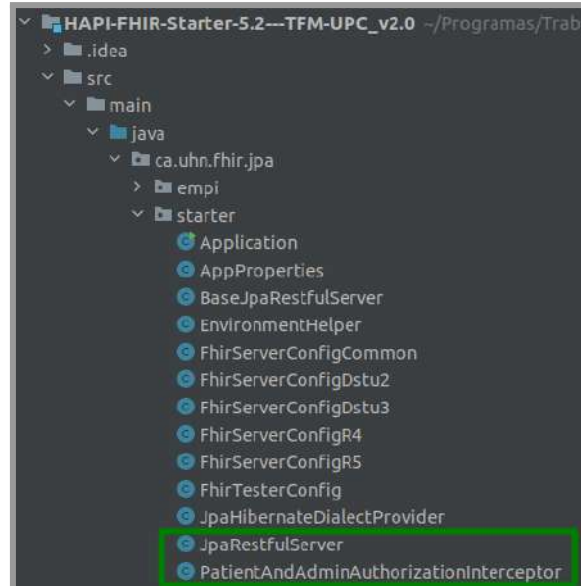 HAPI-FHIR-Starter-5.2---TFM-UPC_v2.0 ~/Programas/Trab
.idea
src
main
java
ca.uhn.fhir.jpa
empi
starter
Application
AppProperties
BaseJpaRestfulServer
EnvironmentHelper
FhirServerConfigCommon
FhirServerConfigDstu2
FhirServerConfigDstu3
FhirServerConfigR4
FhirServerConfigR5
FhirTesterConfig
JpaHibernateDialectProvider
JpaRestfulServer
PatientAndAdminAuthorizationInterceptor